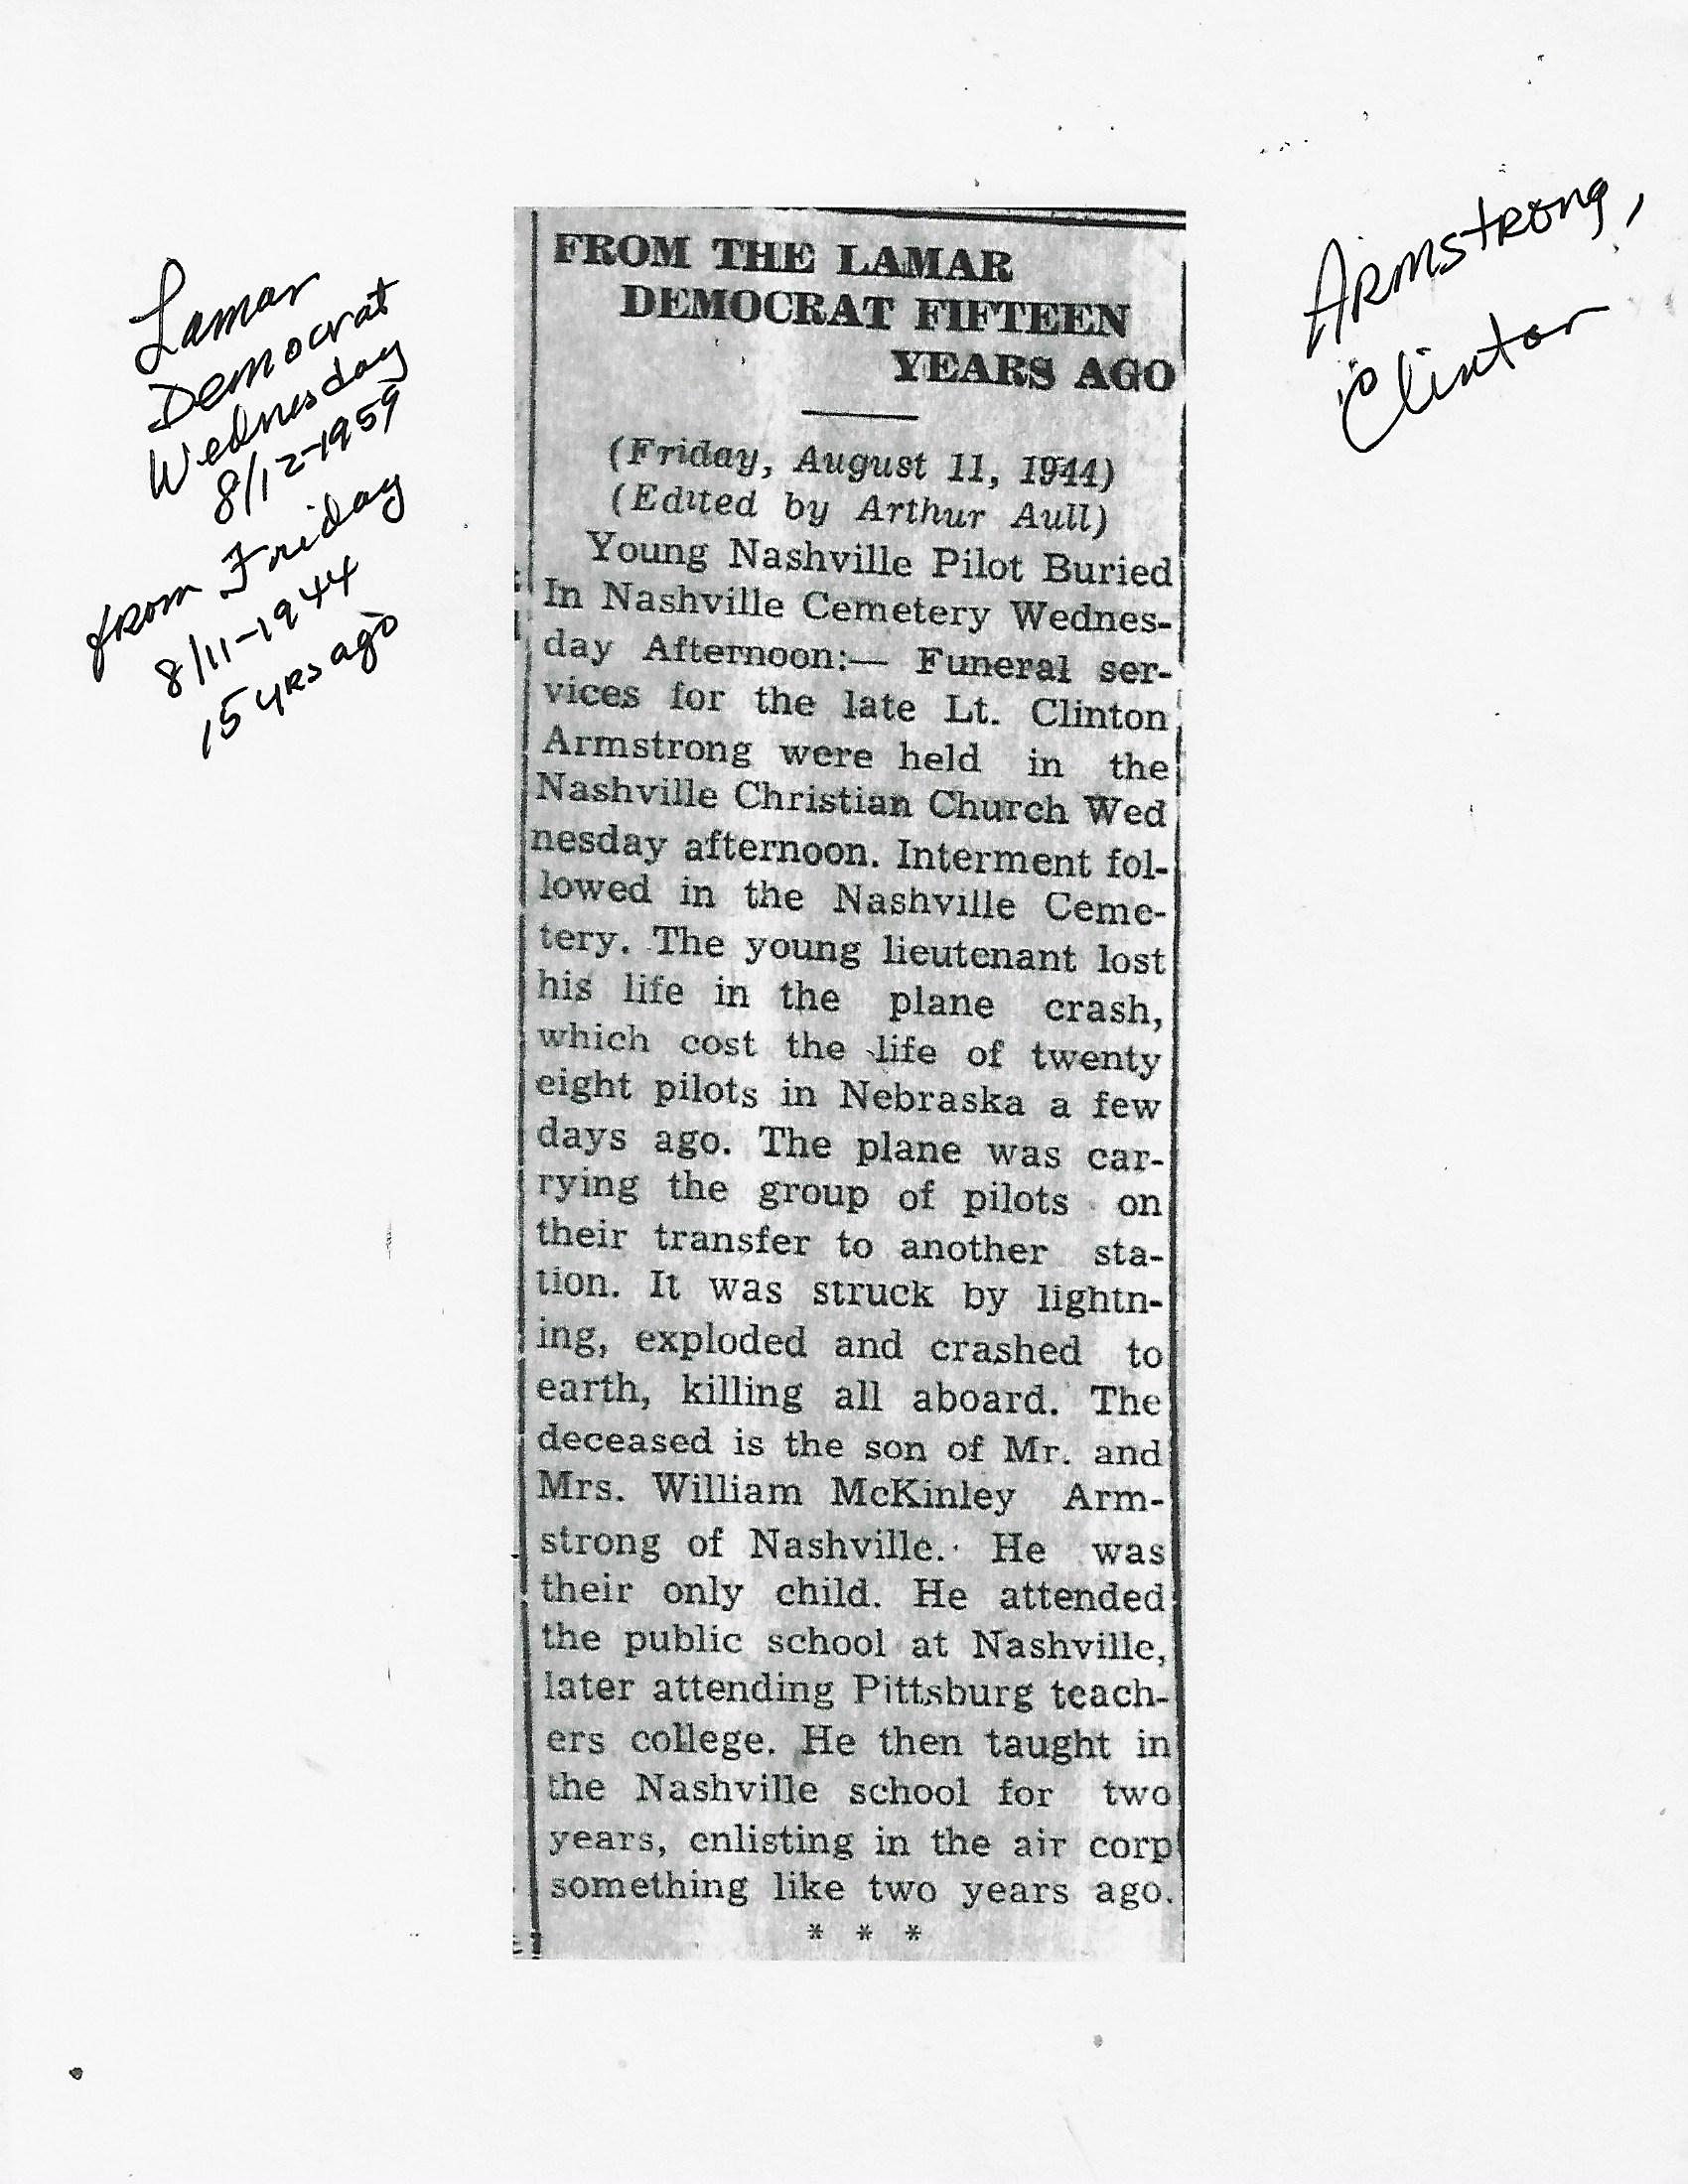 Lamar
Democrat
Wednesday
8/12-1959
from Friday
8/11-1944
15 yrs ago
Armstrong,
Clinton
FROM THE LAMAR
DEMOCRAT FIFTEEN
YEARS AGO
(Friday, August 11, 1944)
(Edited by Arthur Aull)
Young Nashville Pilot Buried
In Nashville Cemetery Wednes-
day Afternoon:— Funeral ser-
vices for the late Lt. Clinton
Armstrong were held in the
Nashville Christian Church Wed
nesday afternoon. Interment fol-
lowed in the Nashville Ceme-
tery. The young lieutenant lost
his life in the plane crash,
which cost the life of twenty
eight pilots in Nebraska a few
days ago. The plane was car-
rying the group of pilots on
their transfer to another sta-
tion. It was struck by lightn-
ing, exploded and crashed to
earth, killing all aboard. The
deceased is the son of Mr. and
Mrs. William McKinley Arm-
strong of Nashville. He was
their only child. He attended
the public school at Nashville,
later attending Pittsburg teach-
ers college. He then taught in
the Nashville school for two
years, enlisting in the air corp
something like two years ago.
* * *